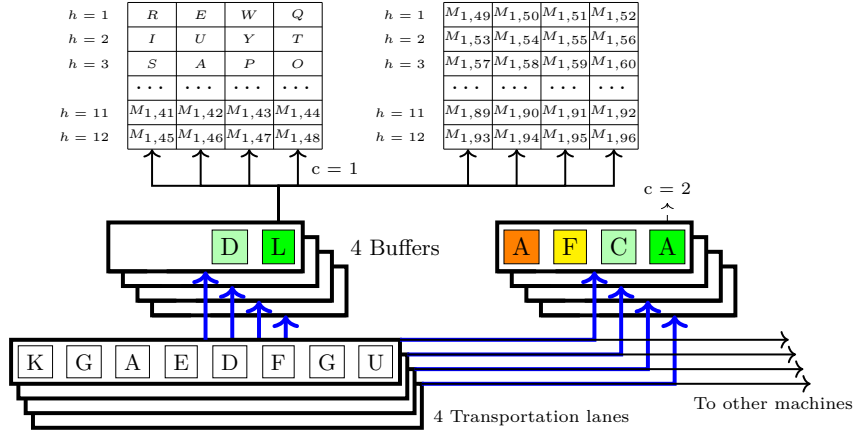 h = 1 R E W Q
h = 2 I U Y T
h = 3 S A P O
... ... ... ...
h = 11 M1,41 M1,42 M1,43 M1,44
h = 12 M1,45 M1,46 M1,47 M1,48
h = 1 M1,49 M1,50 M1,51 M1,52
h = 2 M1,53 M1,54 M1,55 M1,56
h = 3 M1,57 M1,58 M1,59 M1,60
... ... ... ...
h = 11 M1,89 M1,90 M1,91 M1,92
h = 12 M1,93 M1,94 M1,95 M1,96
c = 1
c = 2
D L
4 Buffers
A F C A
K G A E D F G U
4 Transportation lanes
To other machines